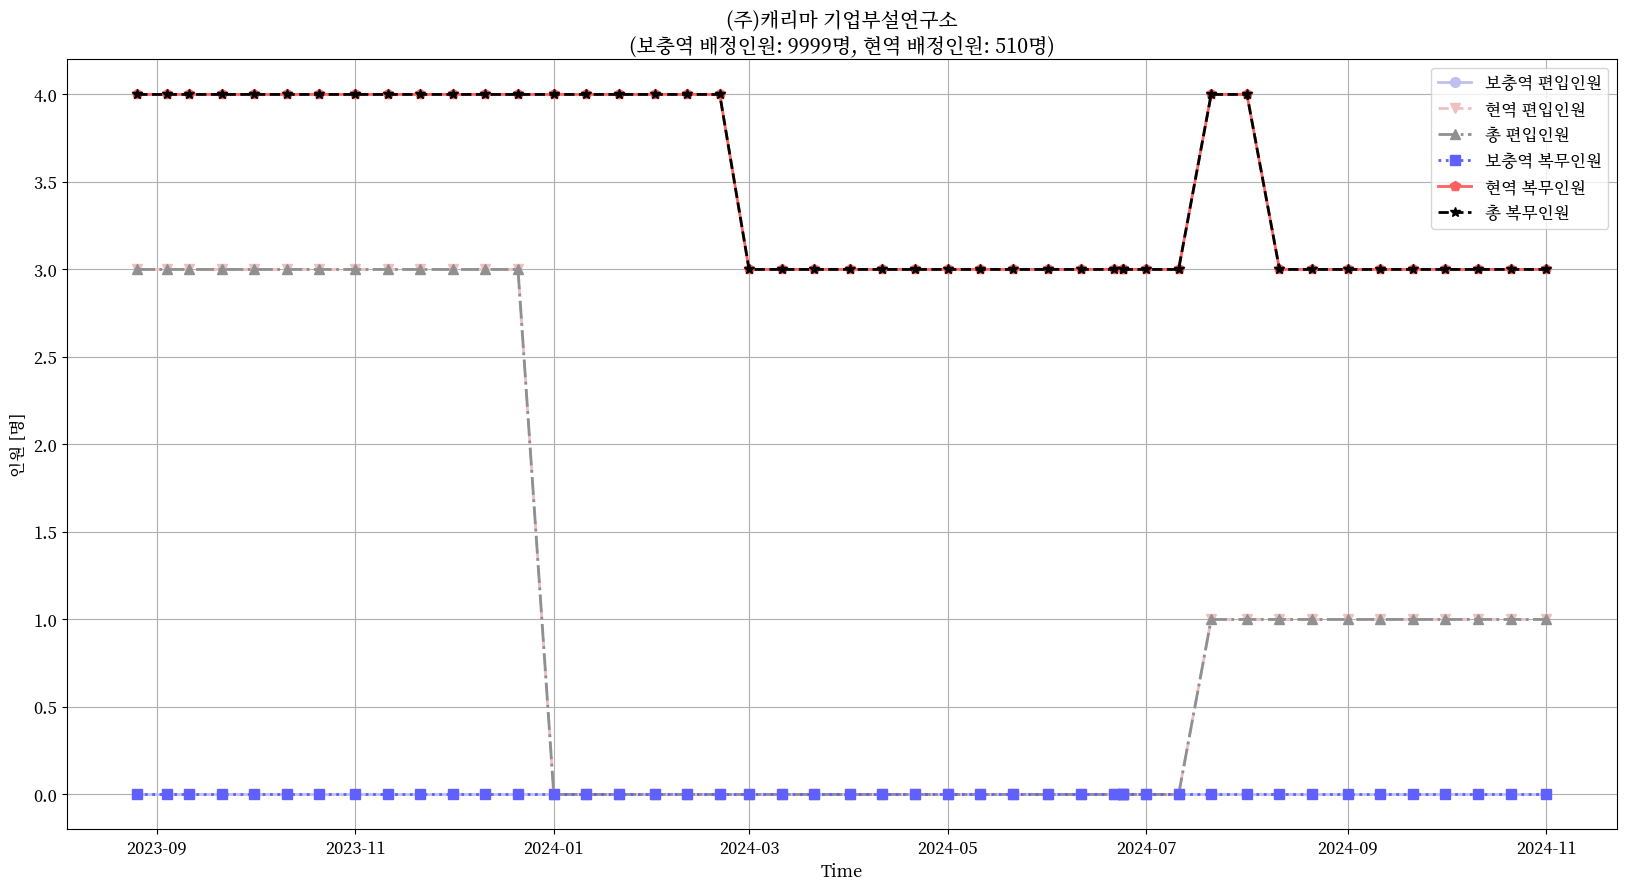 (주)캐리마 기업부설연구소
(보충역 배정인원: 9999명, 현역 배정인원: 510명)
보충역 편입인원
현역 편입인원
총 편입인원
보충역 복무인원
현역 복무인원
총 복무인원
인원 [명]
4.0
3.5
3.0
2.5
2.0
1.5
1.0
0.5
0.0
2023-09 2023-11 2024-01 2024-03 2024-05 2024-07 2024-09 2024-11
Time